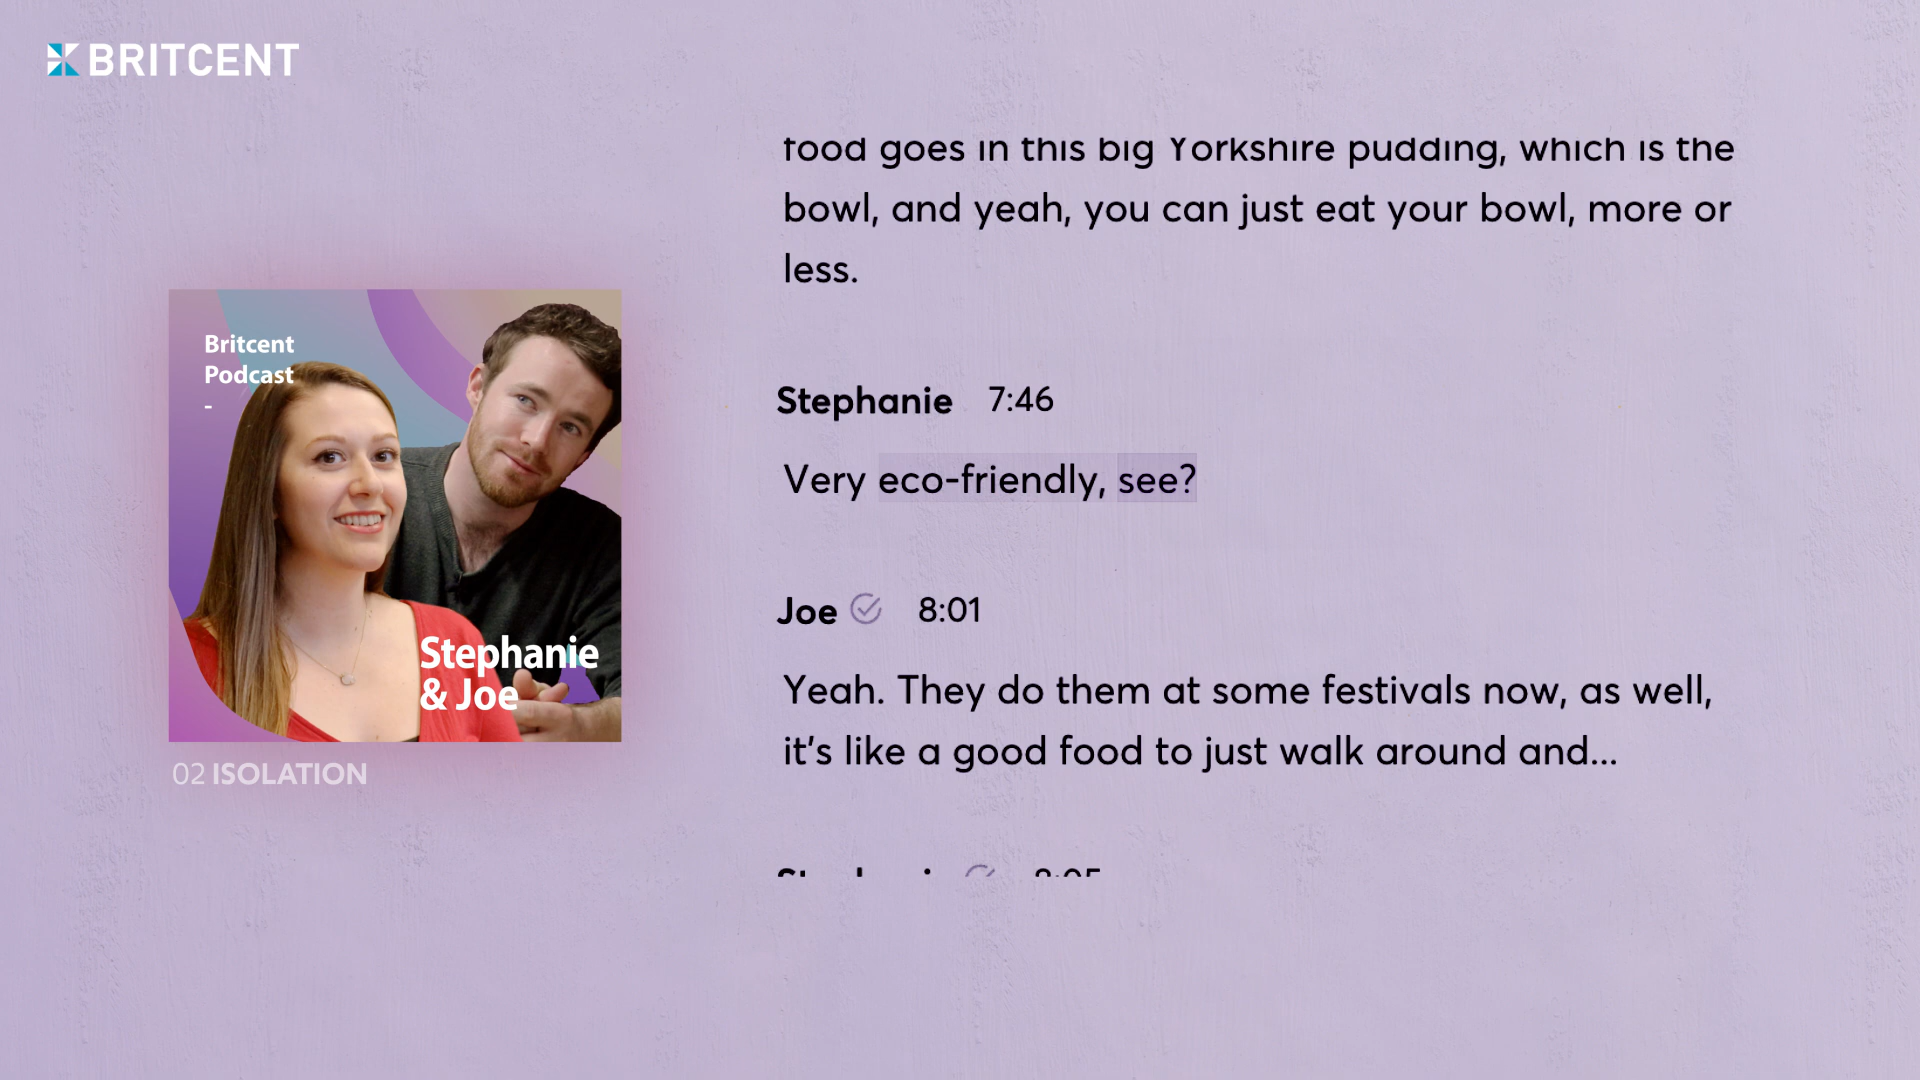 BRITCENT
Britcent
Podcast
-
Stephanie
& Joe
02 ISOLATION
food goes in this big Yorkshire pudding, which is the
bowl, and yeah, you can just eat your bowl, more or
less.
Stephanie 7:46
Very eco-friendly, see?
Joe 8:01
Yeah. They do them at some festivals now, as well,
it's like a good food to just walk around and...
Stephanie 8:05